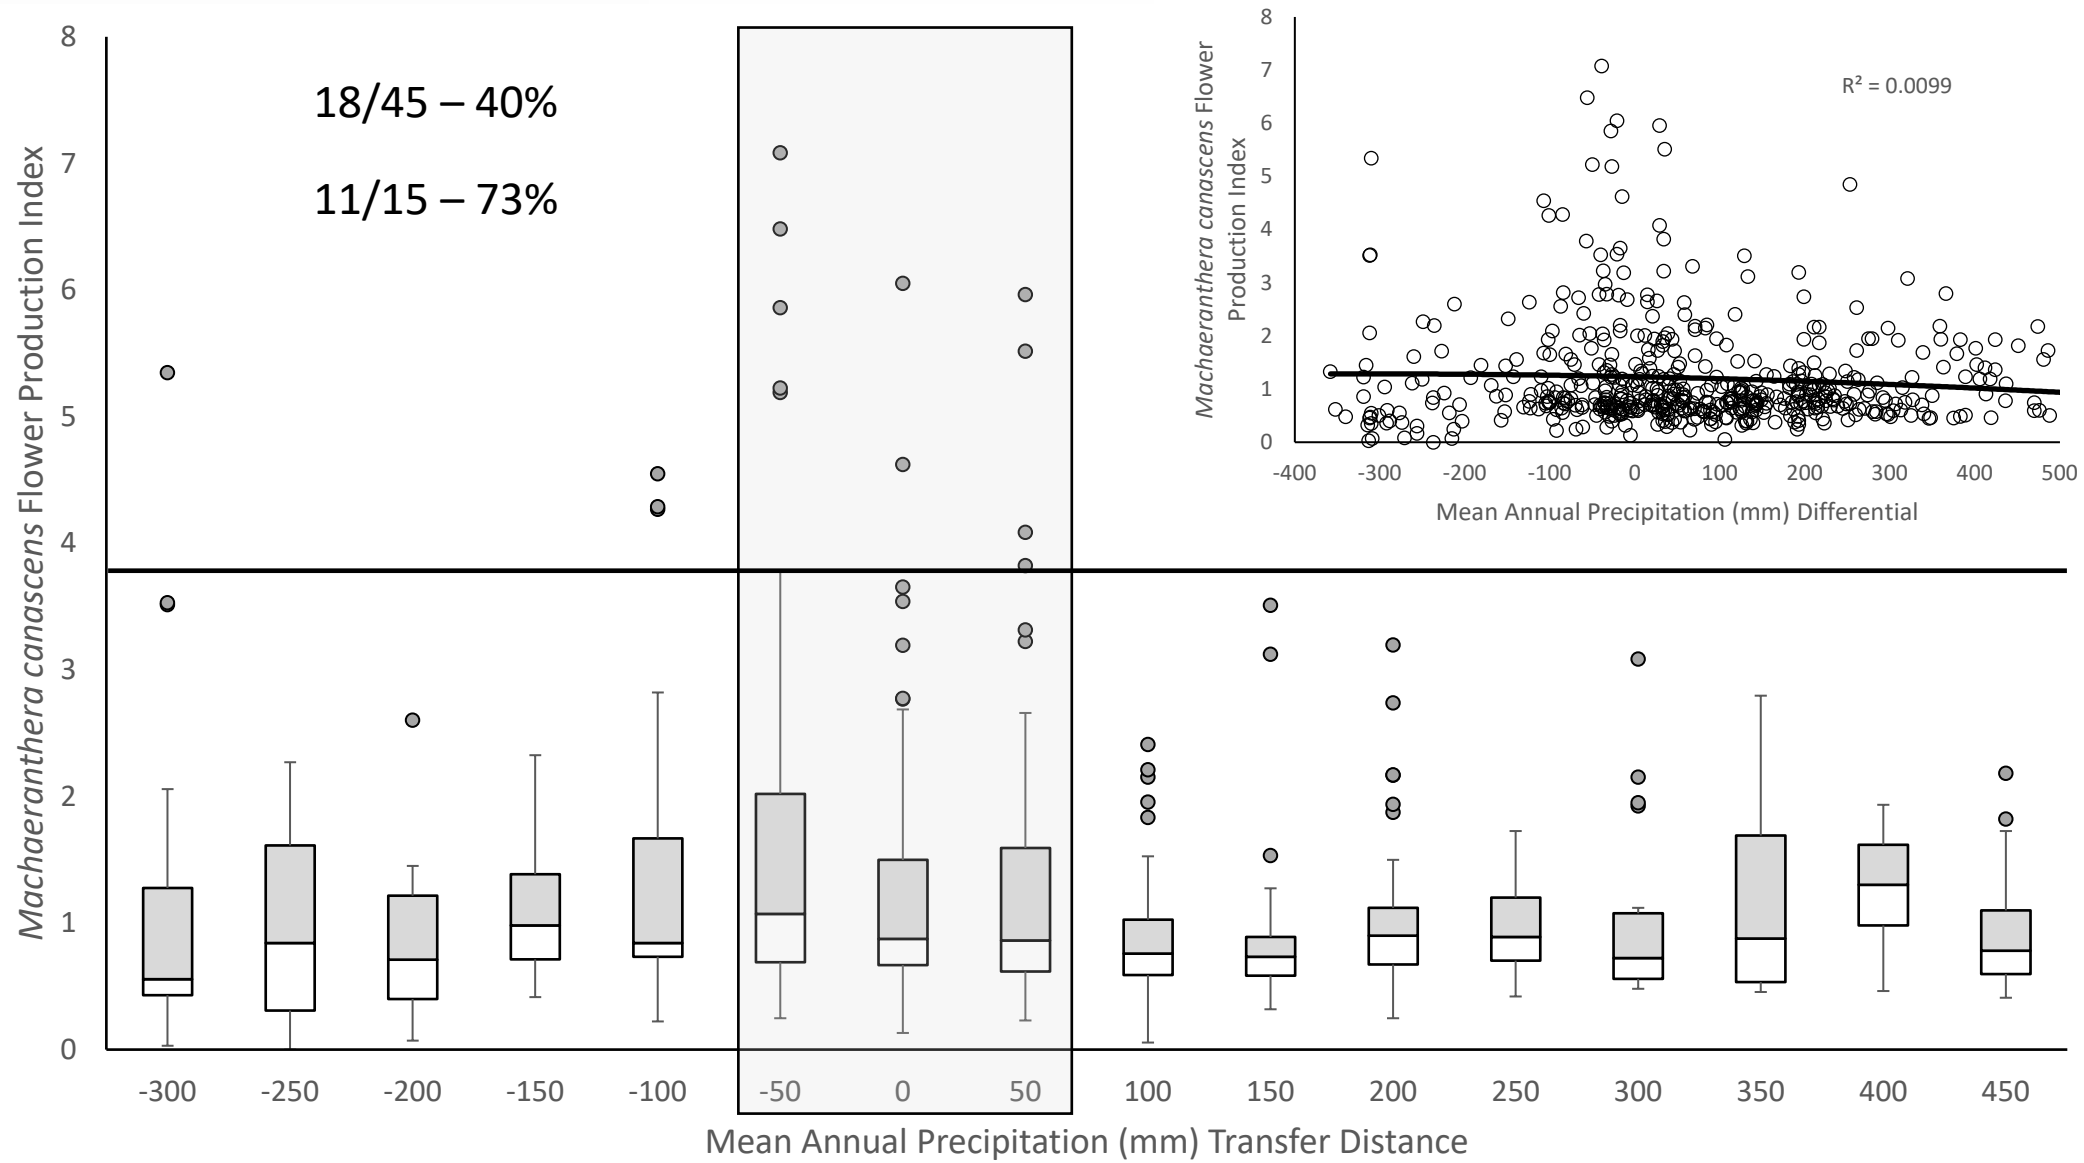 8
7
6
5
4
3
2
1
0
Machaeranthera canascens Flower Production Index
18/45 – 40%
11/15 – 73%
-300 -250 -200 -150 -100 -50 0 50 100 150 200 250 300 350 400 450
Mean Annual Precipitation (mm) Transfer Distance
8
7
6
5
4
3
2
1
0
Machaeranthera canascens Flower
Production Index
R² = 0.0099
-400 -300 -200 -100 0 100 200 300 400 500
Mean Annual Precipitation (mm) Differential